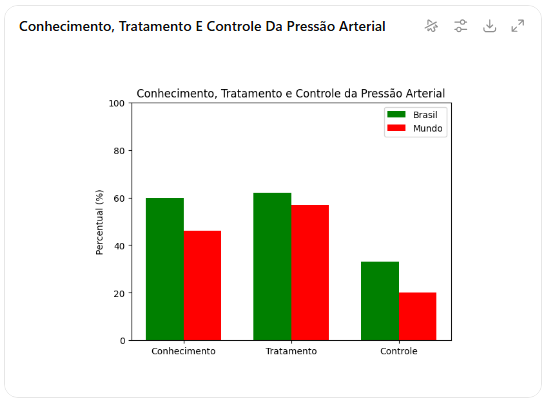 Conhecimento, Tratamento E Controle Da Pressão Arterial
Conhecimento, Tratamento e Controle da Pressão Arterial
100
80
60
40
20
0
Percentual (%)
Brasil
Mundo
Conhecimento
Tratamento
Controle